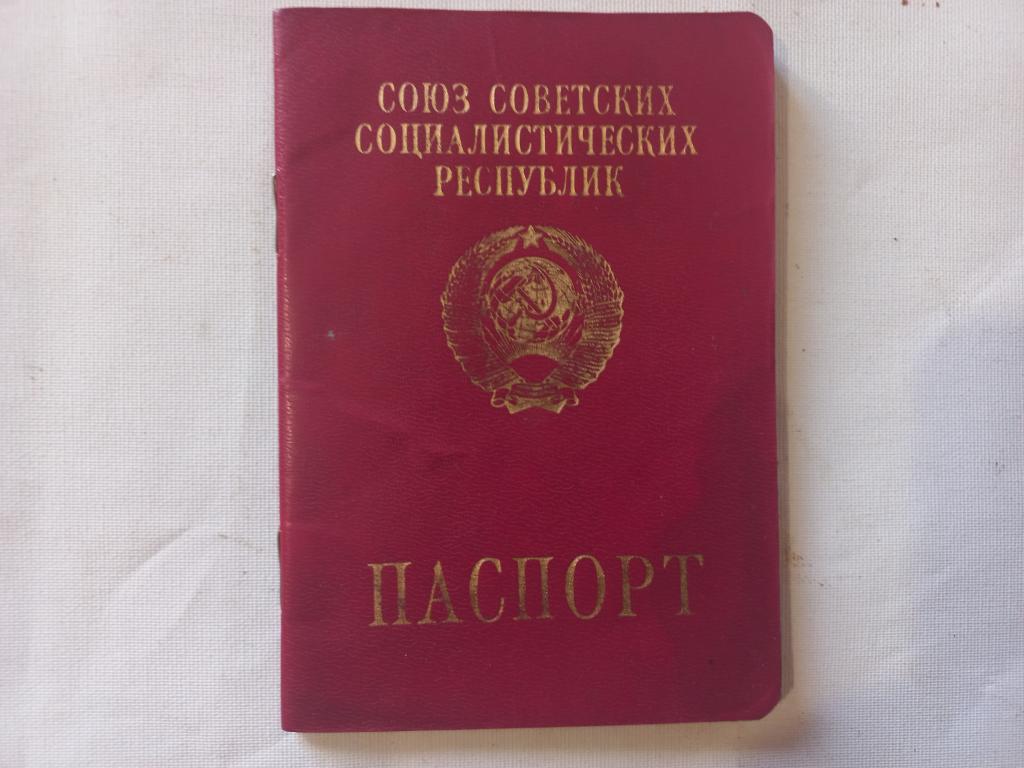 СОЮЗ СОВЕТСКИХ
СОЦИАЛИСТИЧЕСКИХ
РЕСПУБЛИК
ПАСПОРТ